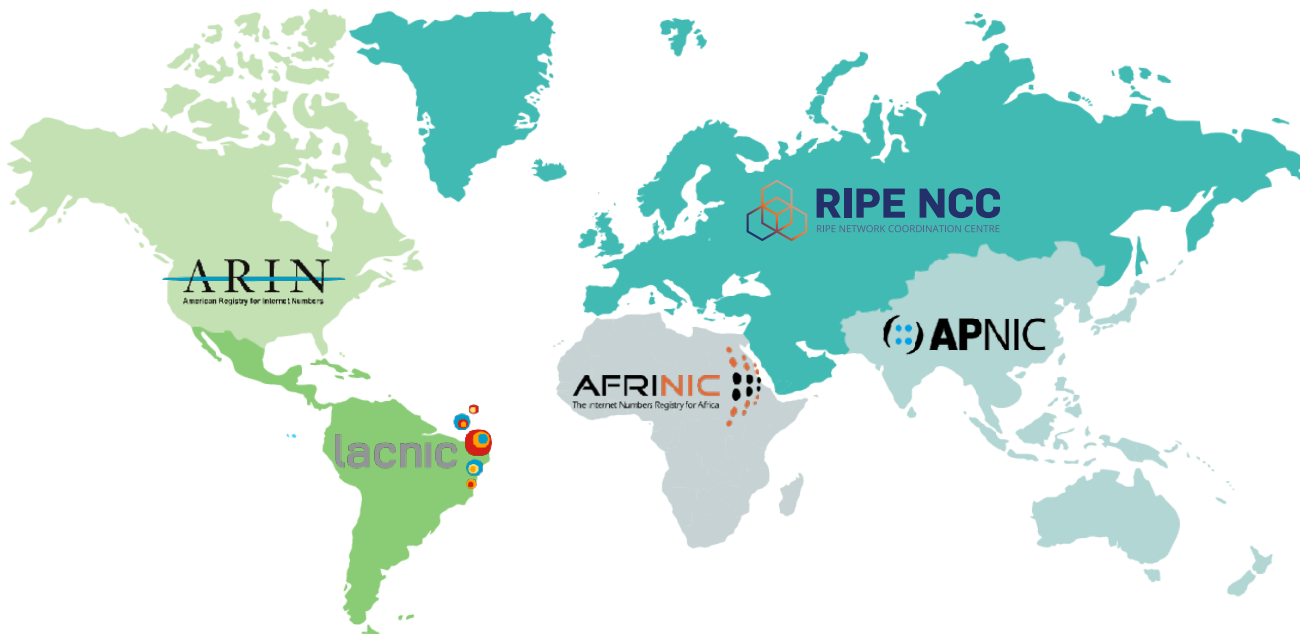 RIPE NCC
RIPE NETWORK COORDINATION CENTRE
ARIN
American Registry for Internet Numbers
APNIC
AFRINIC
The Internet Numbers Registry for Africa
lacnic